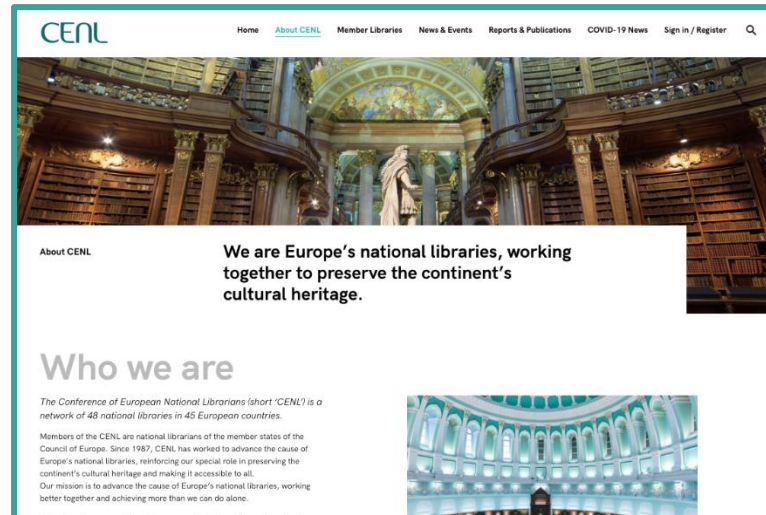 CENL
Home About CENL Member Libraries News & Events Reports & Publications COVID-19 News Sign in / Register
About CENL
We are Europe's national libraries, working
together to preserve the continent's
cultural heritage.
Who we are
The Conference of European National Librarians (short 'CENL') is a
network of 48 national libraries in 45 European countries.
Members of the CENL are national librarians of the member states of the
Council of Europe. Since 1987, CENL has worked to advance the cause of
Europe's national libraries, reinforcing our special role in preserving the
continent's cultural heritage and making it accessible to all.
Our mission is to advance the cause of Europe's national libraries, working
better together and achieving more than we can do alone.